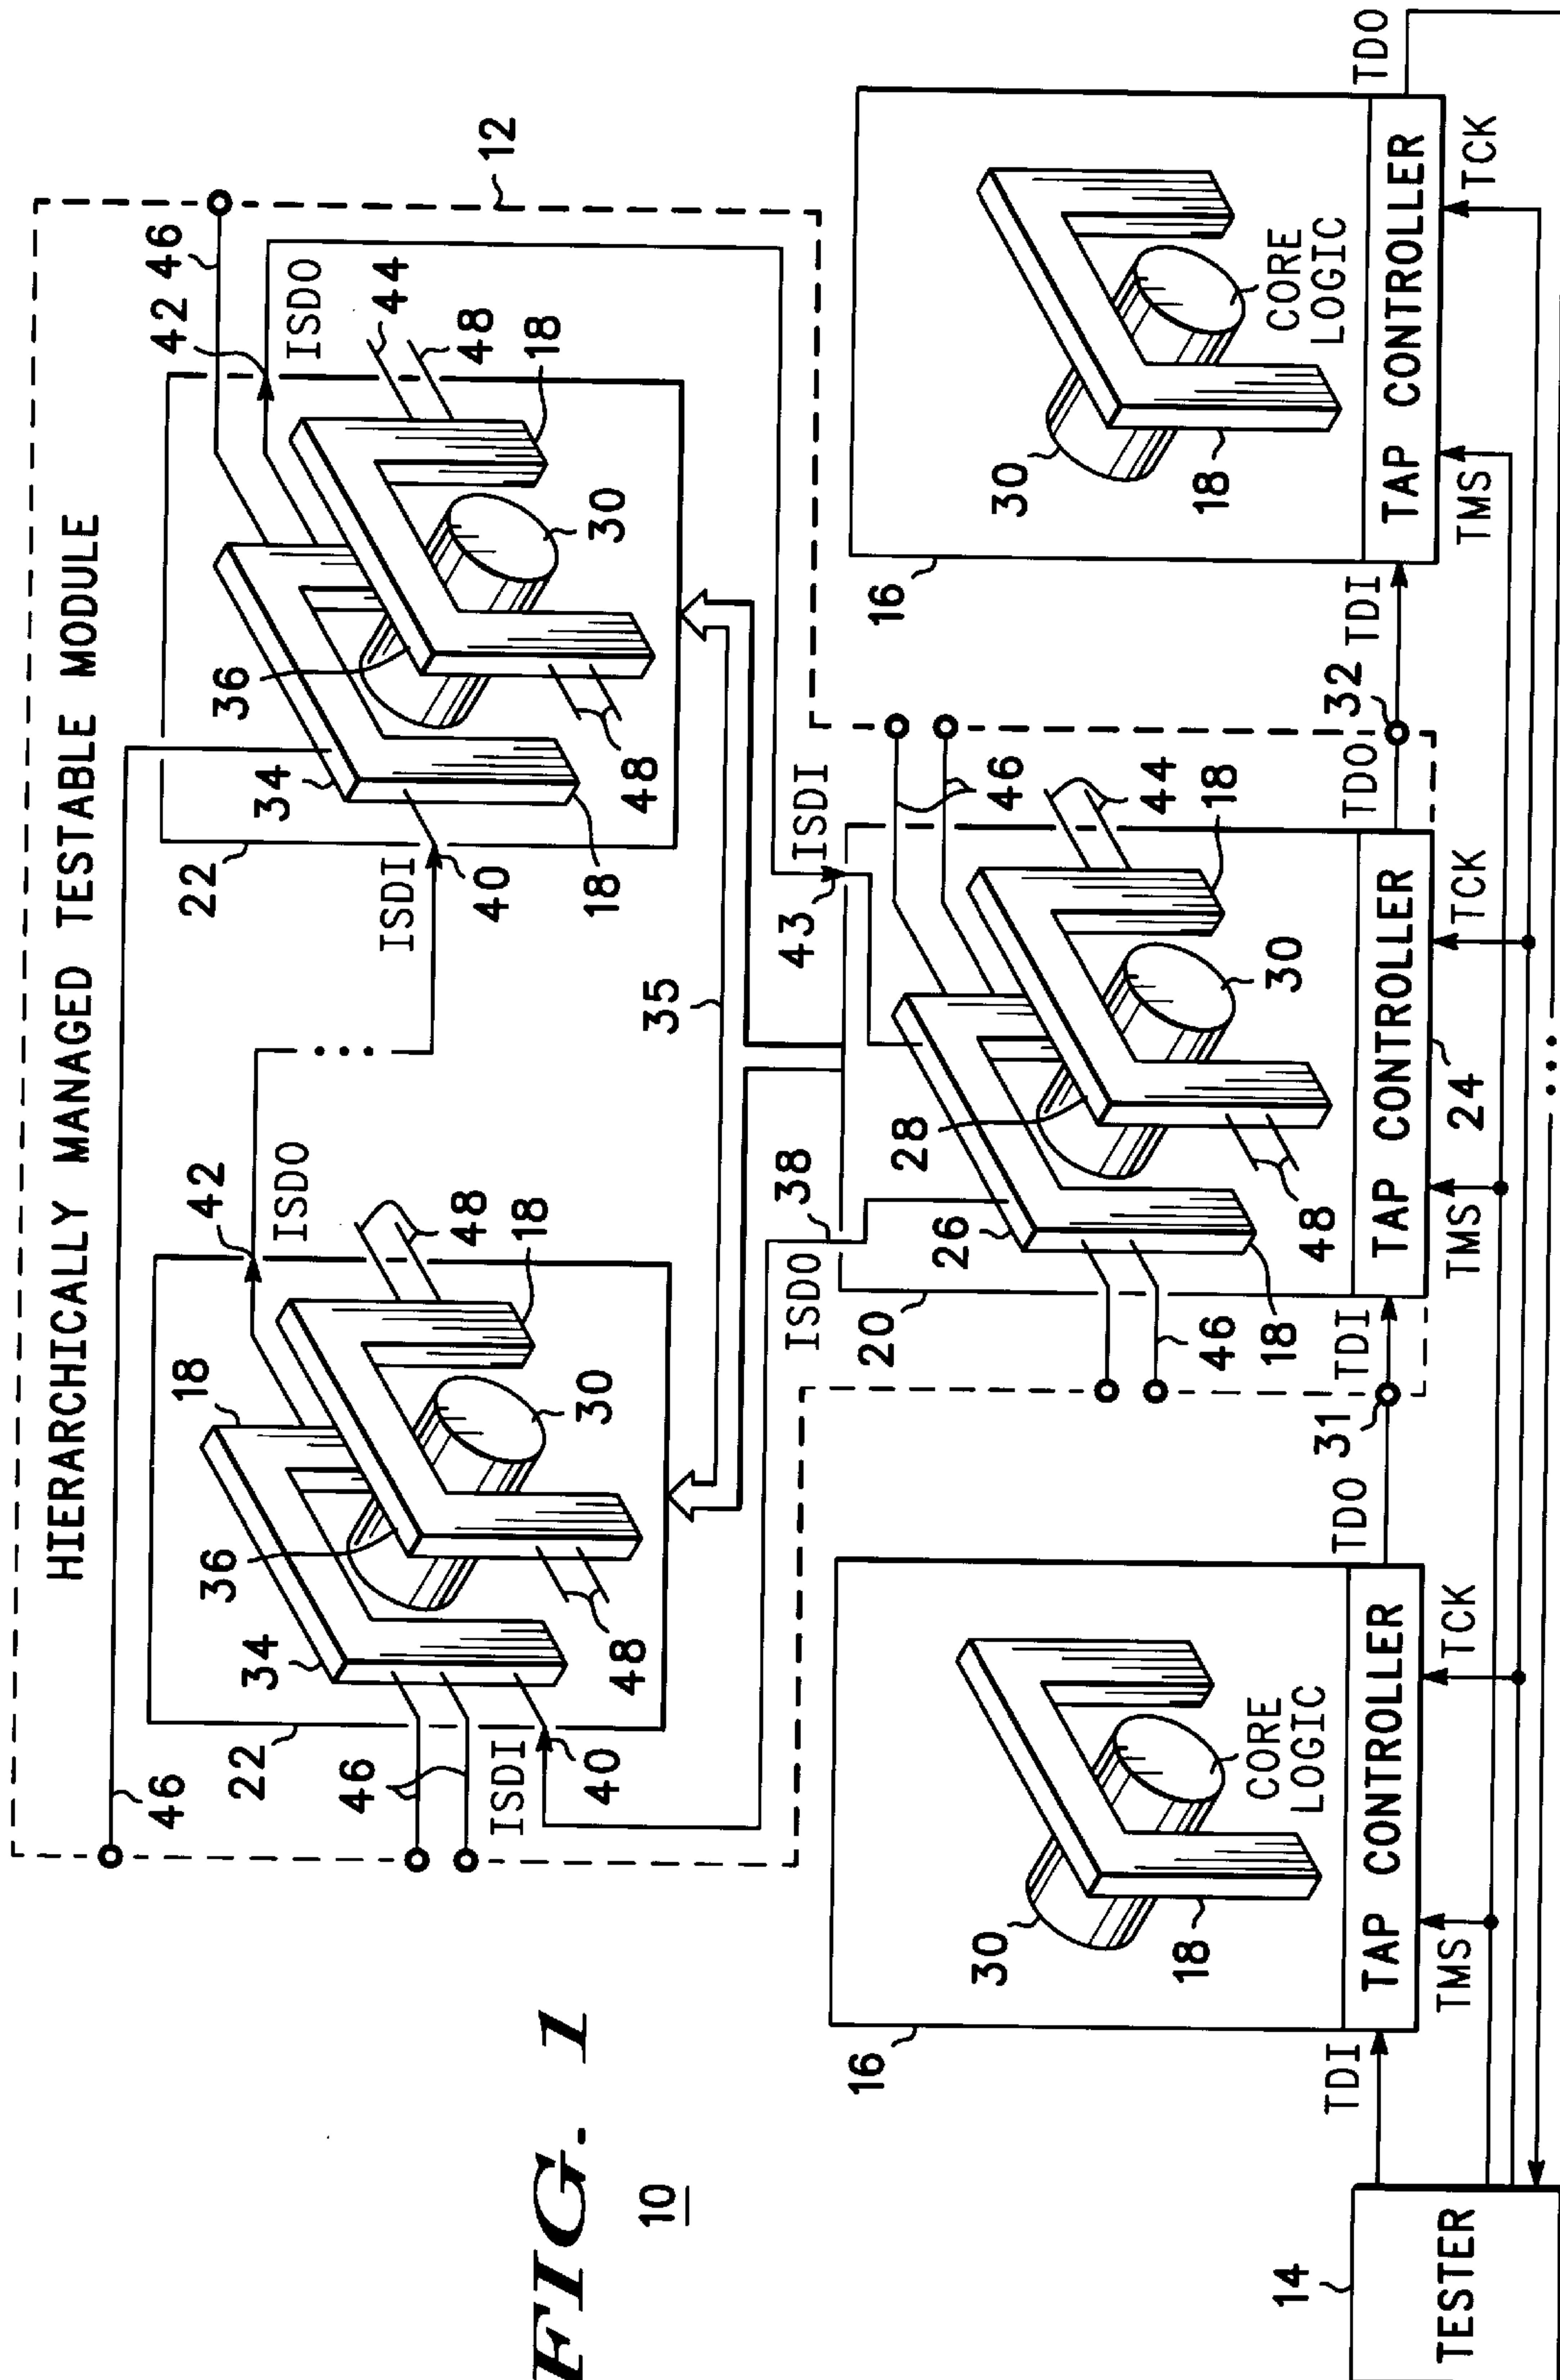 HIERARCHICALLY MANAGED TESTABLE MODULE
46
42
46
12
18
42
ISDO
22
36
34
ISDO
44
48
34
36
48
18
18
30
22
46
46
30
ISDI
40
48
ISDI
40
18
48
30
35
ISDO
38
43
ISDI
16
20
26
28
46
44
18
16
30
18
CORE
LOGIC
46
18
48
30
30
18
CORE
LOGIC
TDI
TAP CONTROLLER
TDO
31
TDI
TAP CONTROLLER
TDO
32
TDI
TAP CONTROLLER
TDO
TMS
TCK
TMS
24
TCK
TMS
TCK
...
...
FIG. 1
10
14
TESTER